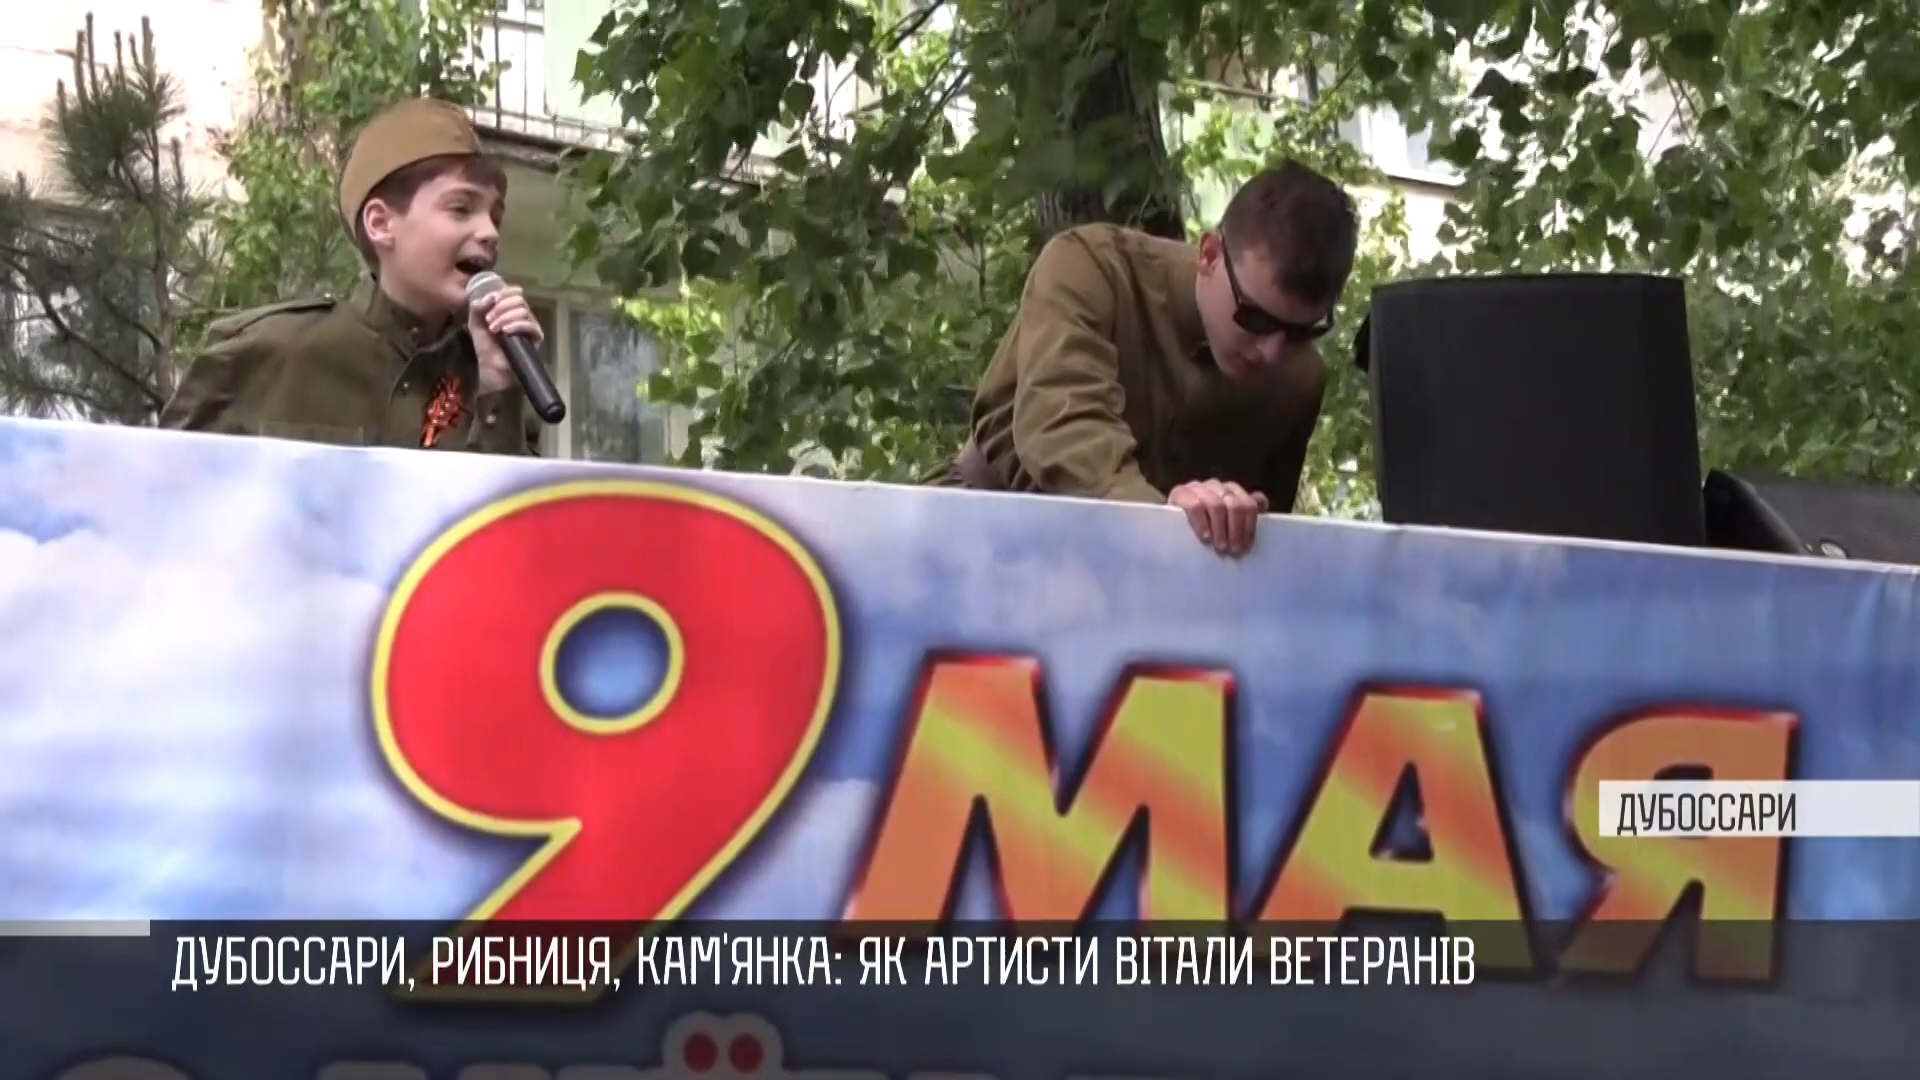 9 МАЯ
ДУБОССАРИ
ДУБОССАРИ, РИБНИЦЯ, КАМ'ЯНКА: ЯК АРТИСТИ ВІТАЛИ ВЕТЕРАНІВ